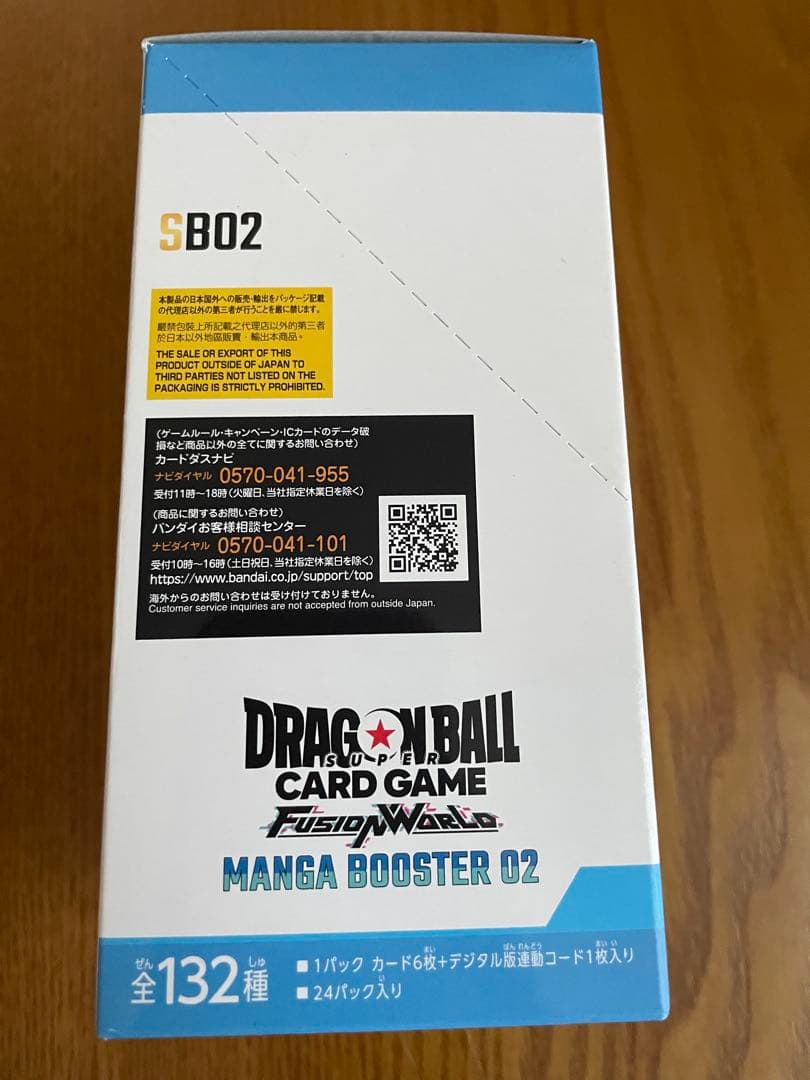 SB02
本製品の日本国外への販売・輸出をパッケージ記載
の代理店以外の第三者が行うことを厳に禁じます。
嚴禁包裝上所記載之代理店以外的第三者
於日本以外地區販賣・輸出本商品。
THE SALE OR EXPORT OF THIS
PRODUCT OUTSIDE OF JAPAN TO
THIRD PARTIES NOT LISTED ON THE
PACKAGING IS STRICTLY PROHIBITED.
(ゲームルール・キャンペーン・ICカードのデータ破
損など商品以外の全てに関するお問い合わせ)
カードダスナビ
ナビダイヤル 0570-041-955
受付11時~18時(火曜日、当社指定休業日を除く)
(商品に関するお問い合わせ)
バンダイお客様相談センター
ナビダイヤル 0570-041-101
受付10時~16時(土日祝日、当社指定休業日を除く)
https://www.bandai.co.jp/support/top
海外からのお問い合わせは受け付けておりません。
Customer service inquiries are not accepted from outside Japan.
DRAGON BALL
SUPER
CARD GAME
FUSION WORLD
MANGA BOOSTER 02
ぜん しゅ
全132種
まい ばん れんどう まい い
■1パック カード6枚+デジタル版連動コード1枚入り
い
■24パック入り